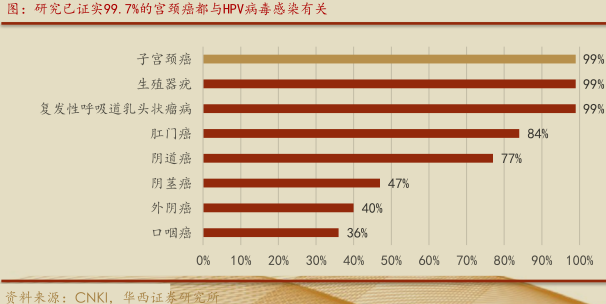 图：研究已证实99.7%的宫颈癌都与HPV病毒感染有关
子宫颈癌 99%
生殖器疣 99%
复发性呼吸道乳头状瘤病 99%
肛门癌 84%
阴道癌 77%
阴茎癌 47%
外阴癌 40%
口咽癌 36%
0% 10% 20% 30% 40% 50% 60% 70% 80% 90% 100%
资料来源：CNKI，华西证券研究所